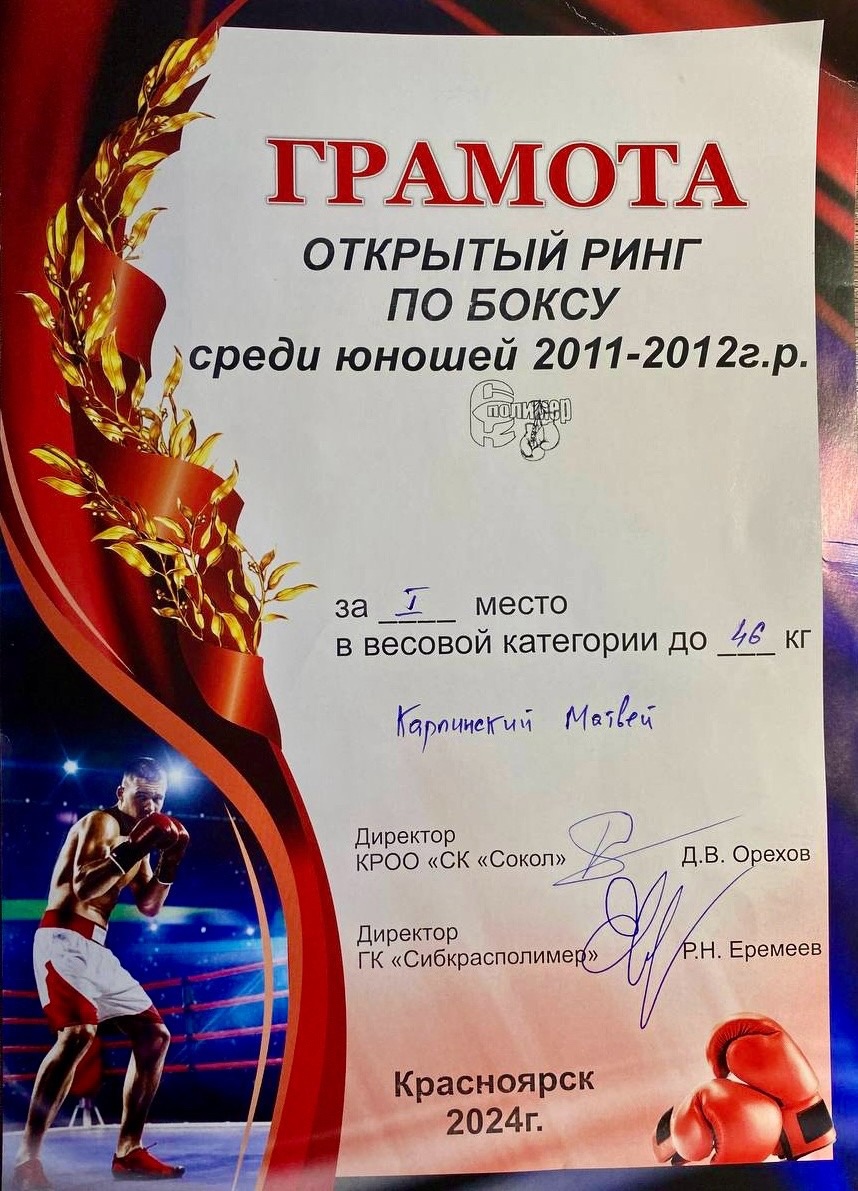 ГРАМОТА
ОТКРЫТЫЙ РИНГ
ПО БОКСУ
среди юношей 2011-2012г.р.
полимер
за I место
в весовой категории до 46 кг
Карпинский Матвей
Директор
КРОО «СК «Сокол» Д.В. Орехов
Директор
ГК «Сибкрасполимер» Р.Н. Еремеев
Красноярск
2024г.